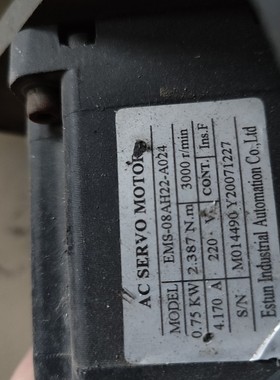 AC SERVO MOTOR
MODEL EMS-08AH22-A024
0.75 KW 2.387 N.m 3000 r/min
4.170 A 220 V CONT. Ins.F
S/N M014490 Y20071227
Estun Industrial Automation Co.,Ltd